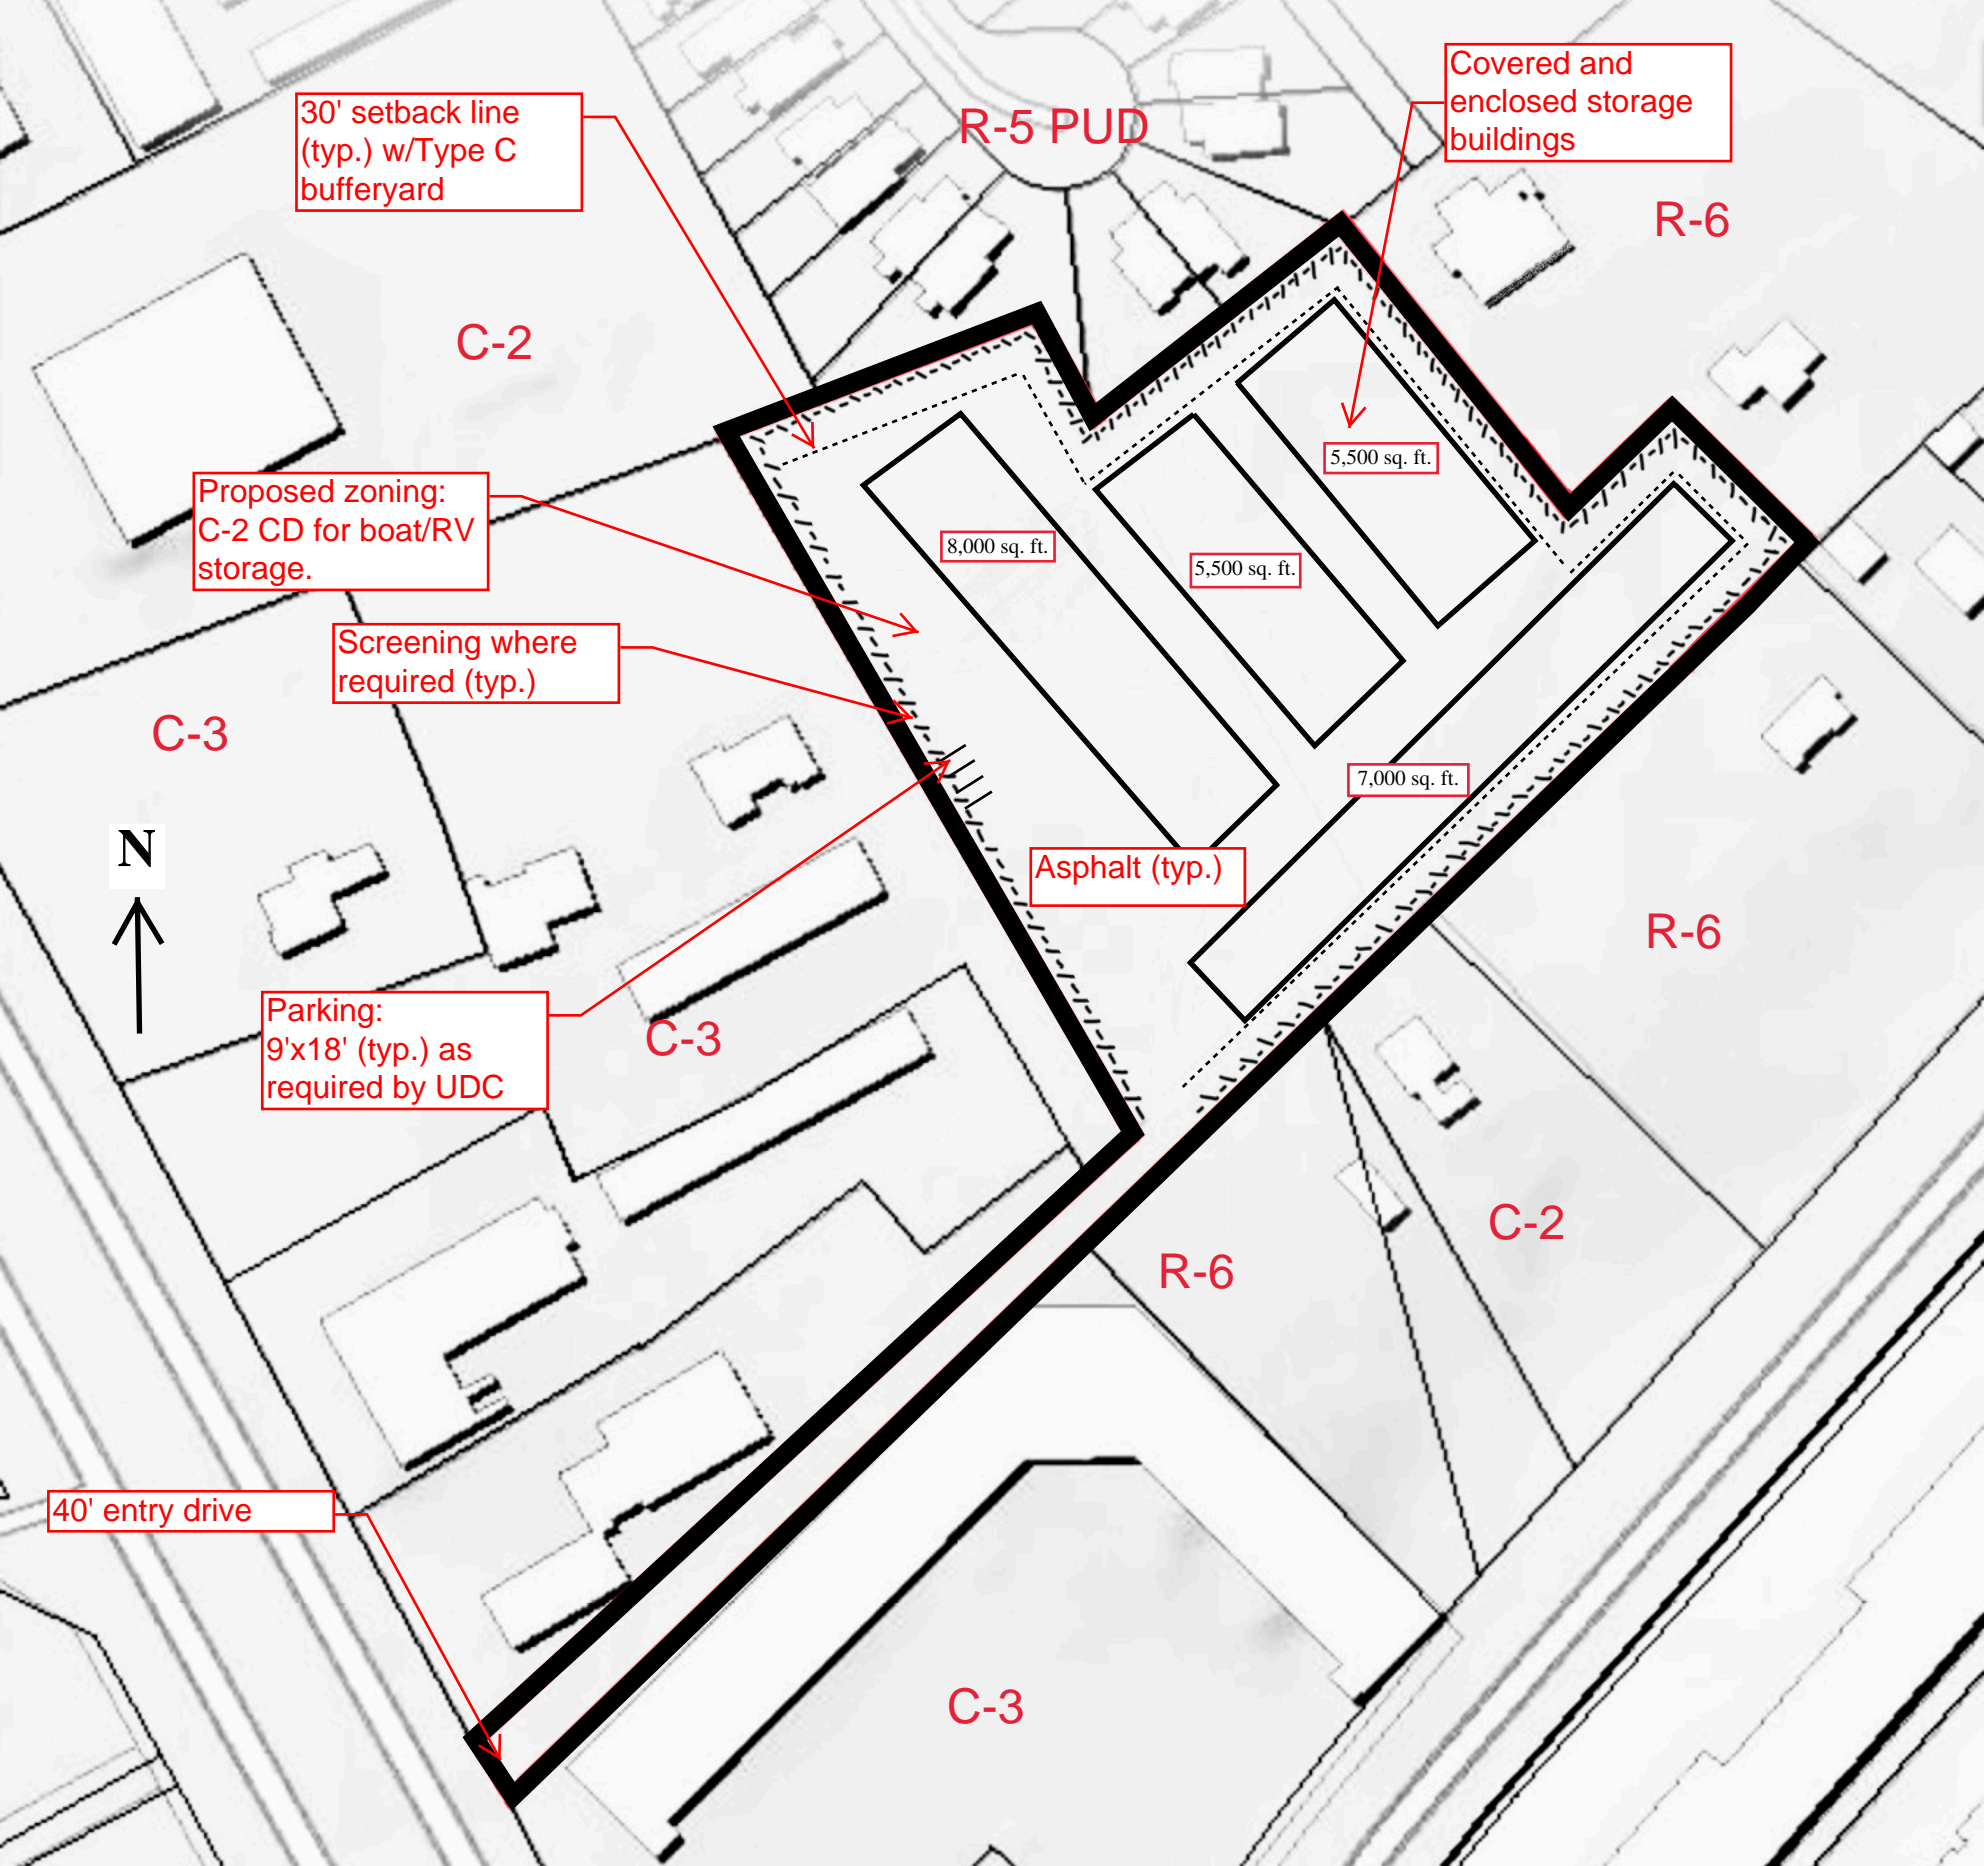 Covered and
enclosed storage
buildings
30' setback line
(typ.) w/Type C
bufferyard
R-5 PUD
R-6
C-2
5,500 sq. ft.
Proposed zoning:
C-2 CD for boat/RV
storage.
8,000 sq. ft.
5,500 sq. ft.
Screening where
required (typ.)
C-3
7,000 sq. ft.
N
Asphalt (typ.)
R-6
Parking:
9'x18' (typ.) as
required by UDC
C-3
C-2
R-6
40' entry drive
C-3